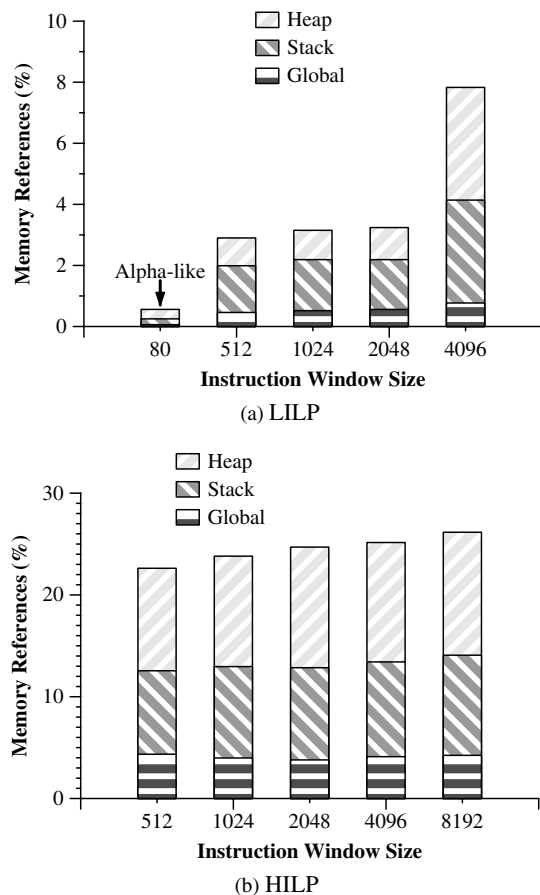 Heap
Stack
Global
10
8
6
4
2
0
Memory References (%)
Alpha-like
80 512 1024 2048 4096
Instruction Window Size
(a) LILP
Heap
Stack
Global
30
20
10
0
Memory References (%)
512 1024 2048 4096 8192
Instruction Window Size
(b) HILP